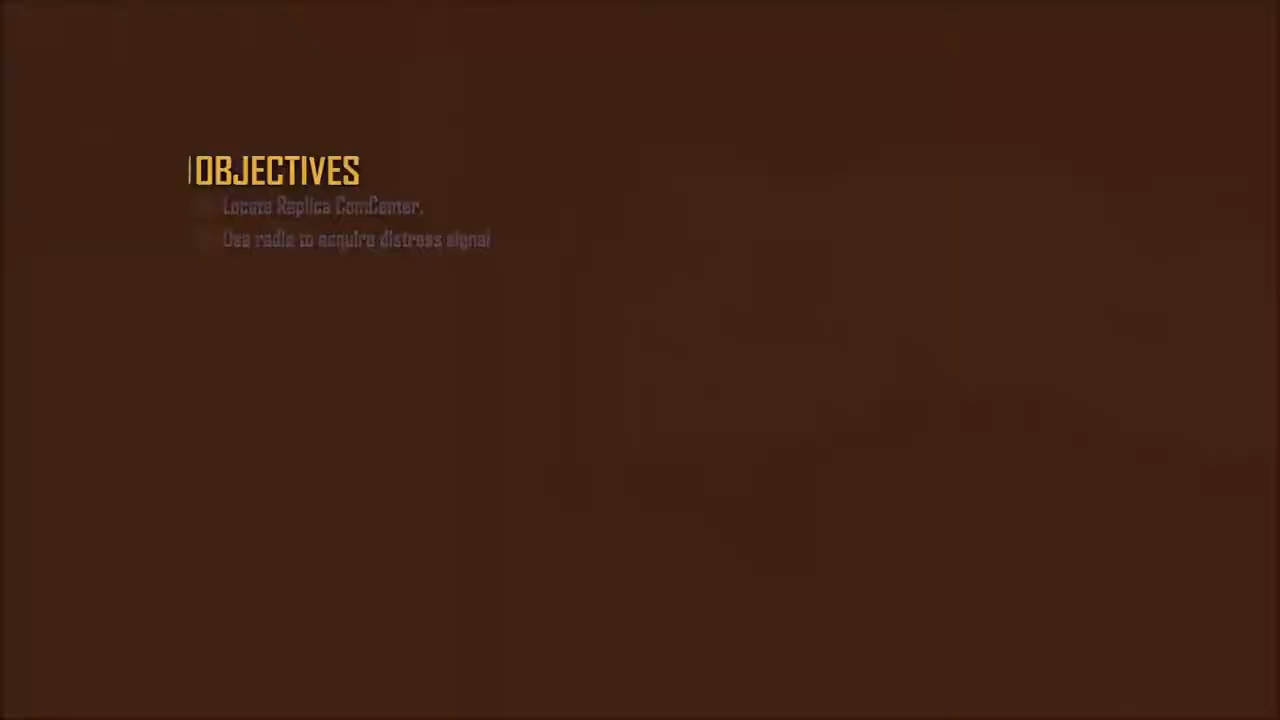 OBJECTIVES
Locate Replica ComCenter.
Use radio to acquire distress signal